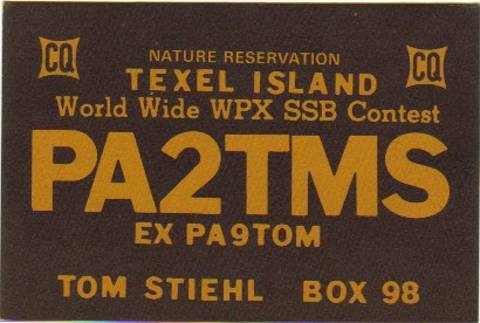 CQ CQ
NATURE RESERVATION
TEXEL ISLAND
World Wide WPX SSB Contest
PA2TMS
EX PA9TOM
TOM STIEHL BOX 98